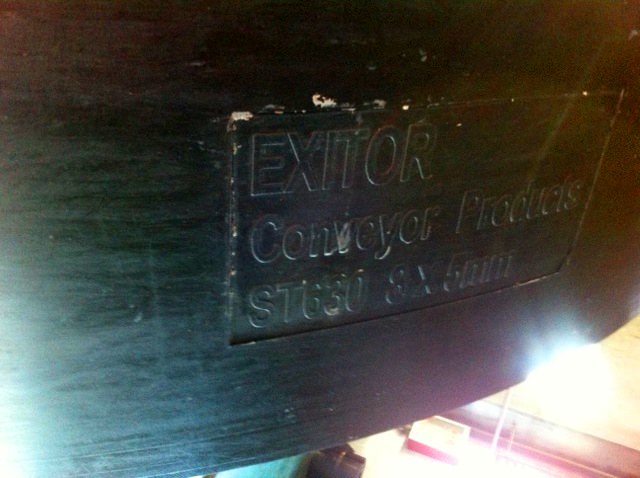 EXITOR
Conveyor Products
ST630 8 x 5mm